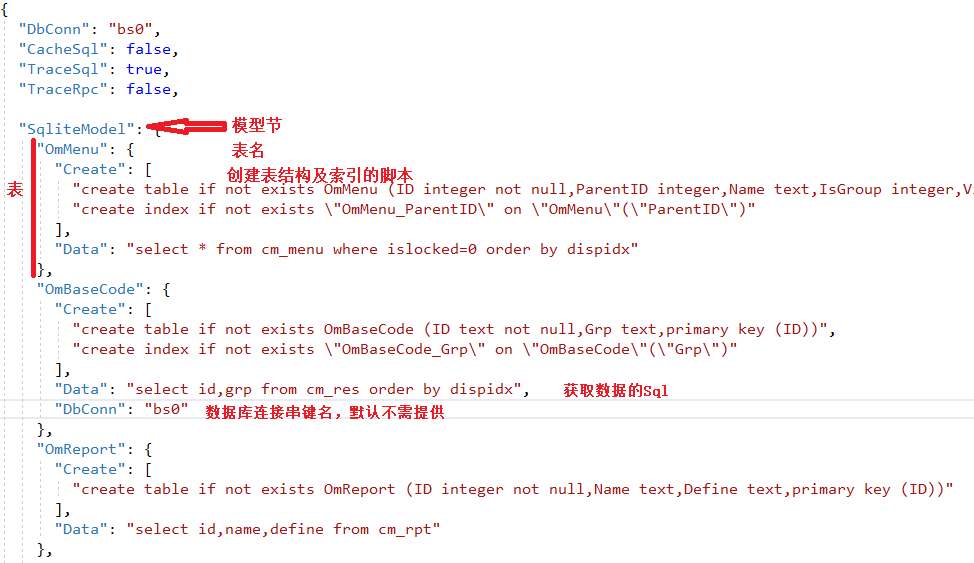 {
"DbConn": "bs0",
"CacheSql": false,
"TraceSql": true,
"TraceRpc": false,
"SqliteModel": {
模型节
"OmMenu": {
表名
表
"Create": [
创建表结构及索引的脚本
"create table if not exists OmMenu (ID integer not null,ParentID integer,Name text,IsGroup integer,Vi
"create index if not exists \"OmMenu_ParentID\" on \"OmMenu\"(\"ParentID\")"
],
"Data": "select * from cm_menu where islocked=0 order by dispidx"
},
"OmBaseCode": {
"Create": [
"create table if not exists OmBaseCode (ID text not null,Grp text,primary key (ID))",
"create index if not exists \"OmBaseCode_Grp\" on \"OmBaseCode\"(\"Grp\")"
],
"Data": "select id,grp from cm_res order by dispidx", 获取数据的Sql
"DbConn": "bs0" 数据库连接串键名，默认不需提供
},
"OmReport": {
"Create": [
"create table if not exists OmReport (ID integer not null,Name text,Define text,primary key (ID))"
],
"Data": "select id,name,define from cm_rpt"
},